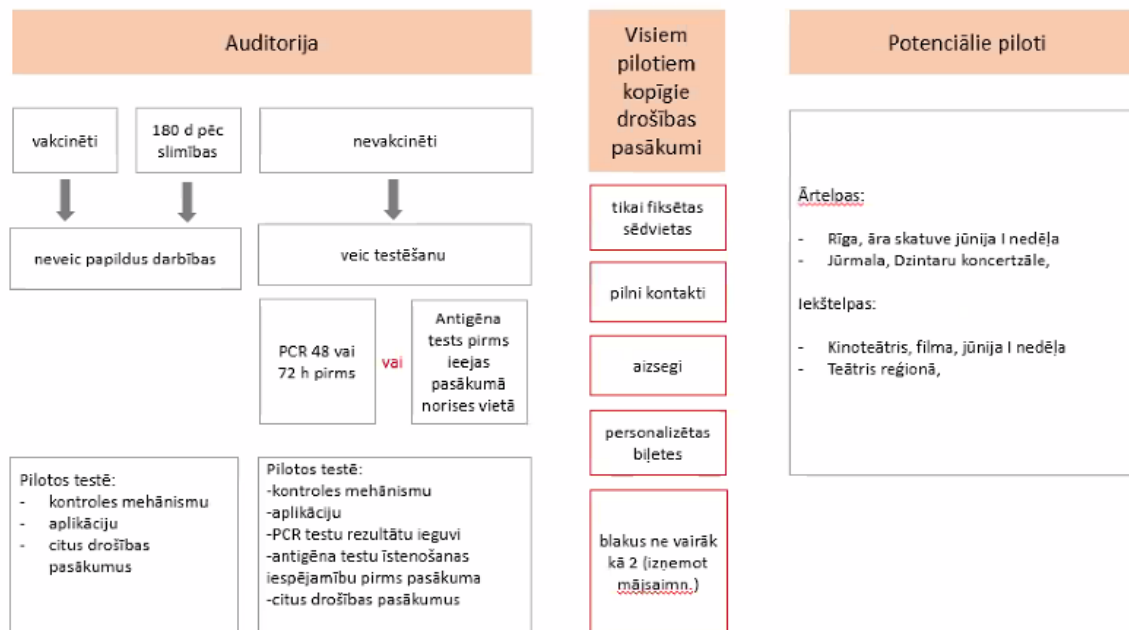 Auditorija
vakcinēti
180 d pēc
slimības
nevakcinēti
neveic papildus darbības
veic testēšanu
PCR 48 vai
72 h pirms
vai
Antigēna
tests pirms
ieejas
pasākumā
norises vietā
Pilotos testē:
- kontroles mehānismu
- aplikāciju
- citus drošības
pasākumus
Pilotos testē:
-kontroles mehānismu
-aplikāciju
-PCR testu rezultātu ieguvi
-antigēna testu īstenošanas
iespējamību pirms pasākuma
-citus drošības pasākumus
Visiem
pilotiem
kopīgie
drošības
pasākumi
tikai fiksētas
sēdvietas
pilni kontakti
aizsegi
personalizētas
biļetes
blakus ne vairāk
kā 2 (izņemot
mājsaimn.)
Potenciālie piloti
Ārtelpas:
- Rīga, āra skatuve jūnija I nedēļa
- Jūrmala, Dzintaru koncertzāle,
Iekštelpas:
- Kinoteātris, filma, jūnija I nedēļa
- Teātris reģionā,